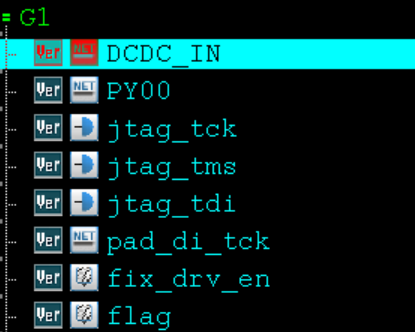 G1
Ver NET DCDC_IN
Ver NET PY00
Ver jtag_tck
Ver jtag_tms
Ver jtag_tdi
Ver NET pad_di_tck
Ver fix_drv_en
Ver flag